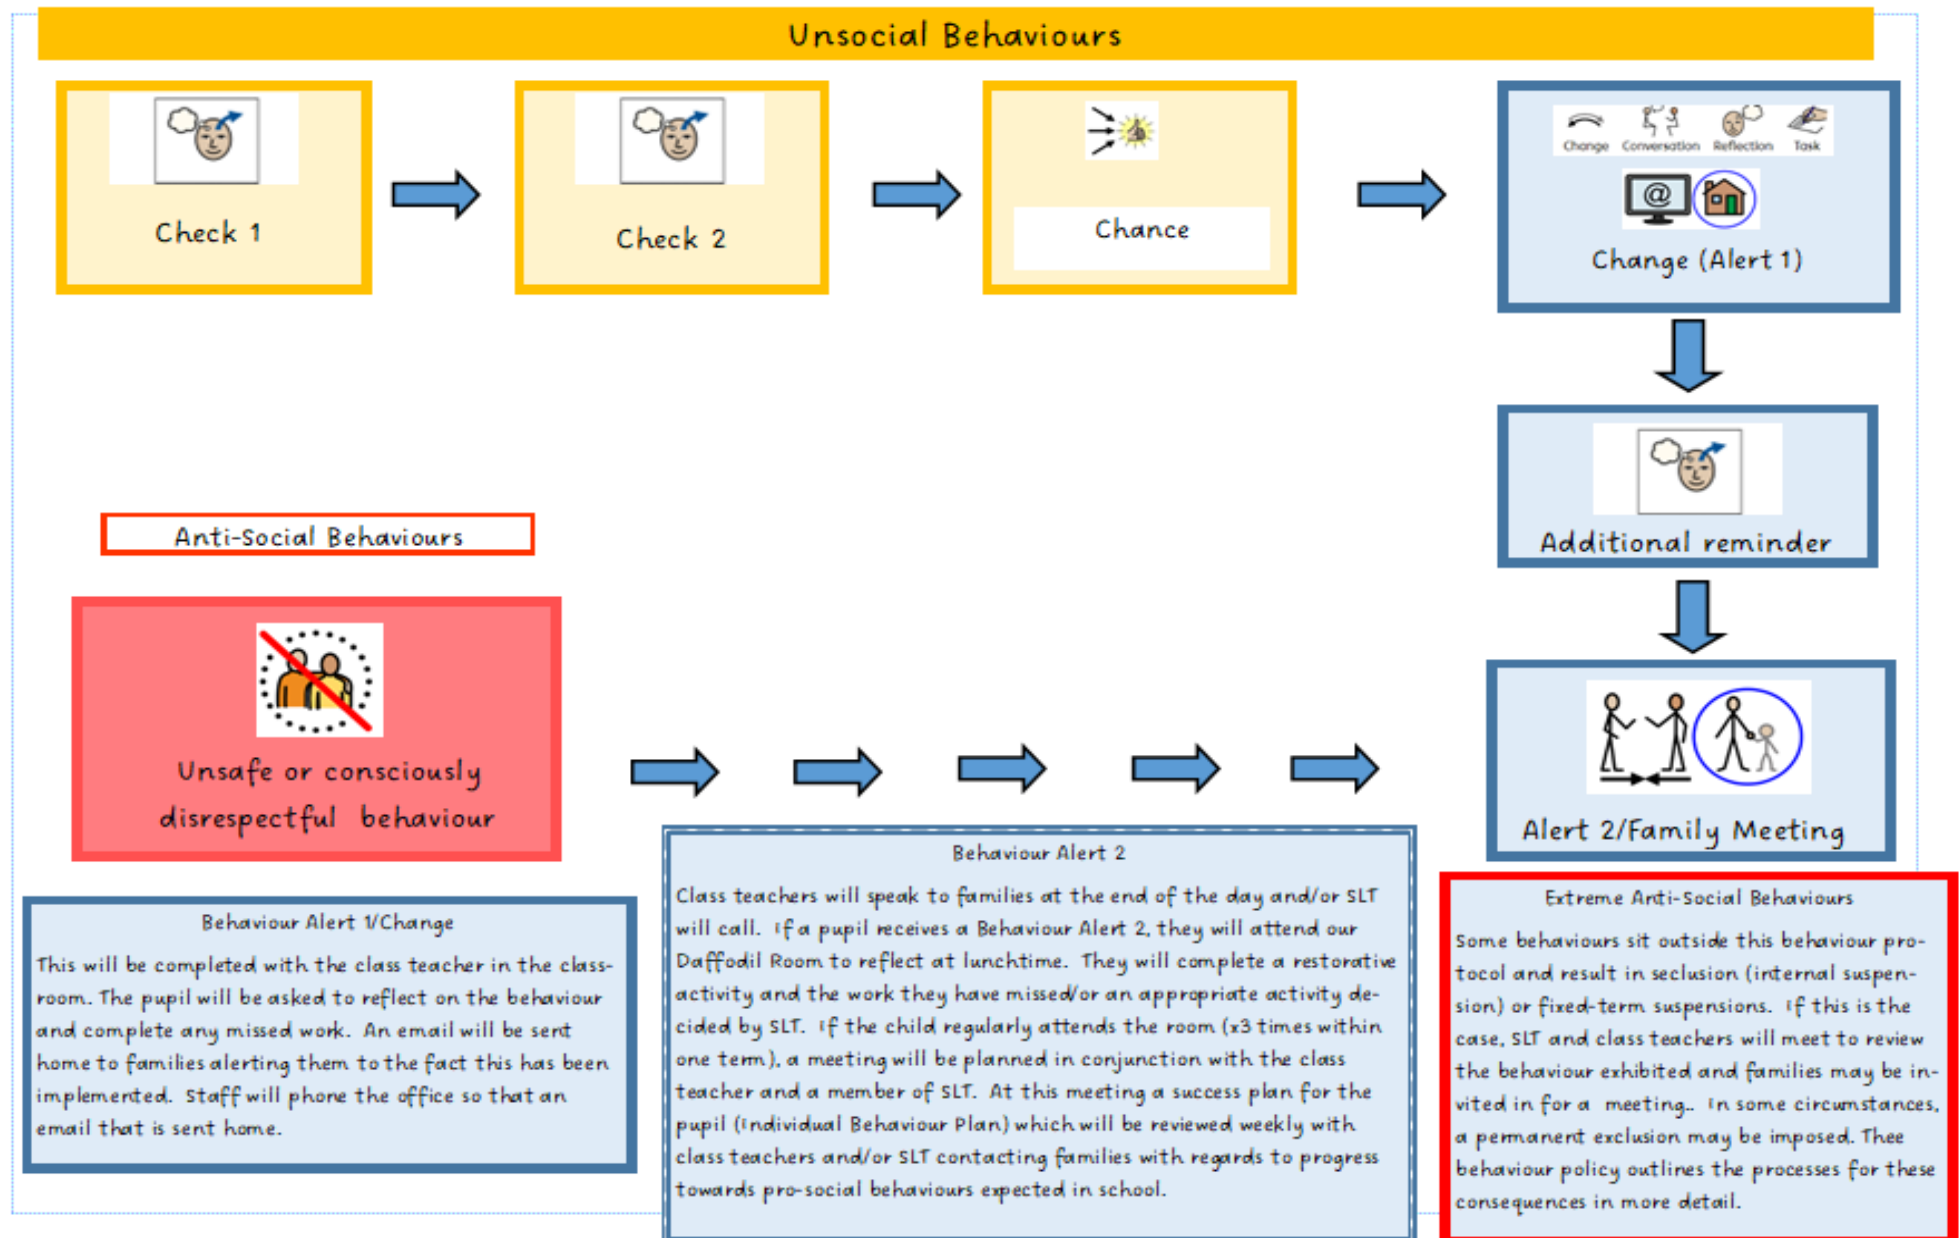 Unsocial Behaviours
Check 1
Check 2
Chance
Change Conversation Reflection Task
@
Change (Alert 1)
Additional reminder
Anti-Social Behaviours
Unsafe or consciously
disrespectful behaviour
Alert 2/Family Meeting
Behaviour Alert 1/Change
This will be completed with the class teacher in the class-
room. The pupil will be asked to reflect on the behaviour
and complete any missed work. An email will be sent
home to families alerting them to the fact this has been
implemented. Staff will phone the office so that an
email that is sent home.
Behaviour Alert 2
Class teachers will speak to families at the end of the day and/or SLT
will call. If a pupil receives a Behaviour Alert 2, they will attend our
Daffodil Room to reflect at lunchtime. They will complete a restorative
activity and the work they have missed/or an appropriate activity de-
cided by SLT. If the child regularly attends the room (x3 times within
one term), a meeting will be planned in conjunction with the class
teacher and a member of SLT. At this meeting a success plan for the
pupil (Individual Behaviour Plan) which will be reviewed weekly with
class teachers and/or SLT contacting families with regards to progress
towards pro-social behaviours expected in school.
Extreme Anti-Social Behaviours
Some behaviours sit outside this behaviour pro-
tocol and result in seclusion (internal suspen-
sion) or fixed-term suspensions. If this is the
case, SLT and class teachers will meet to review
the behaviour exhibited and families may be in-
vited in for a meeting.. In some circumstances,
a permanent exclusion may be imposed. Thee
behaviour policy outlines the processes for these
consequences in more detail.